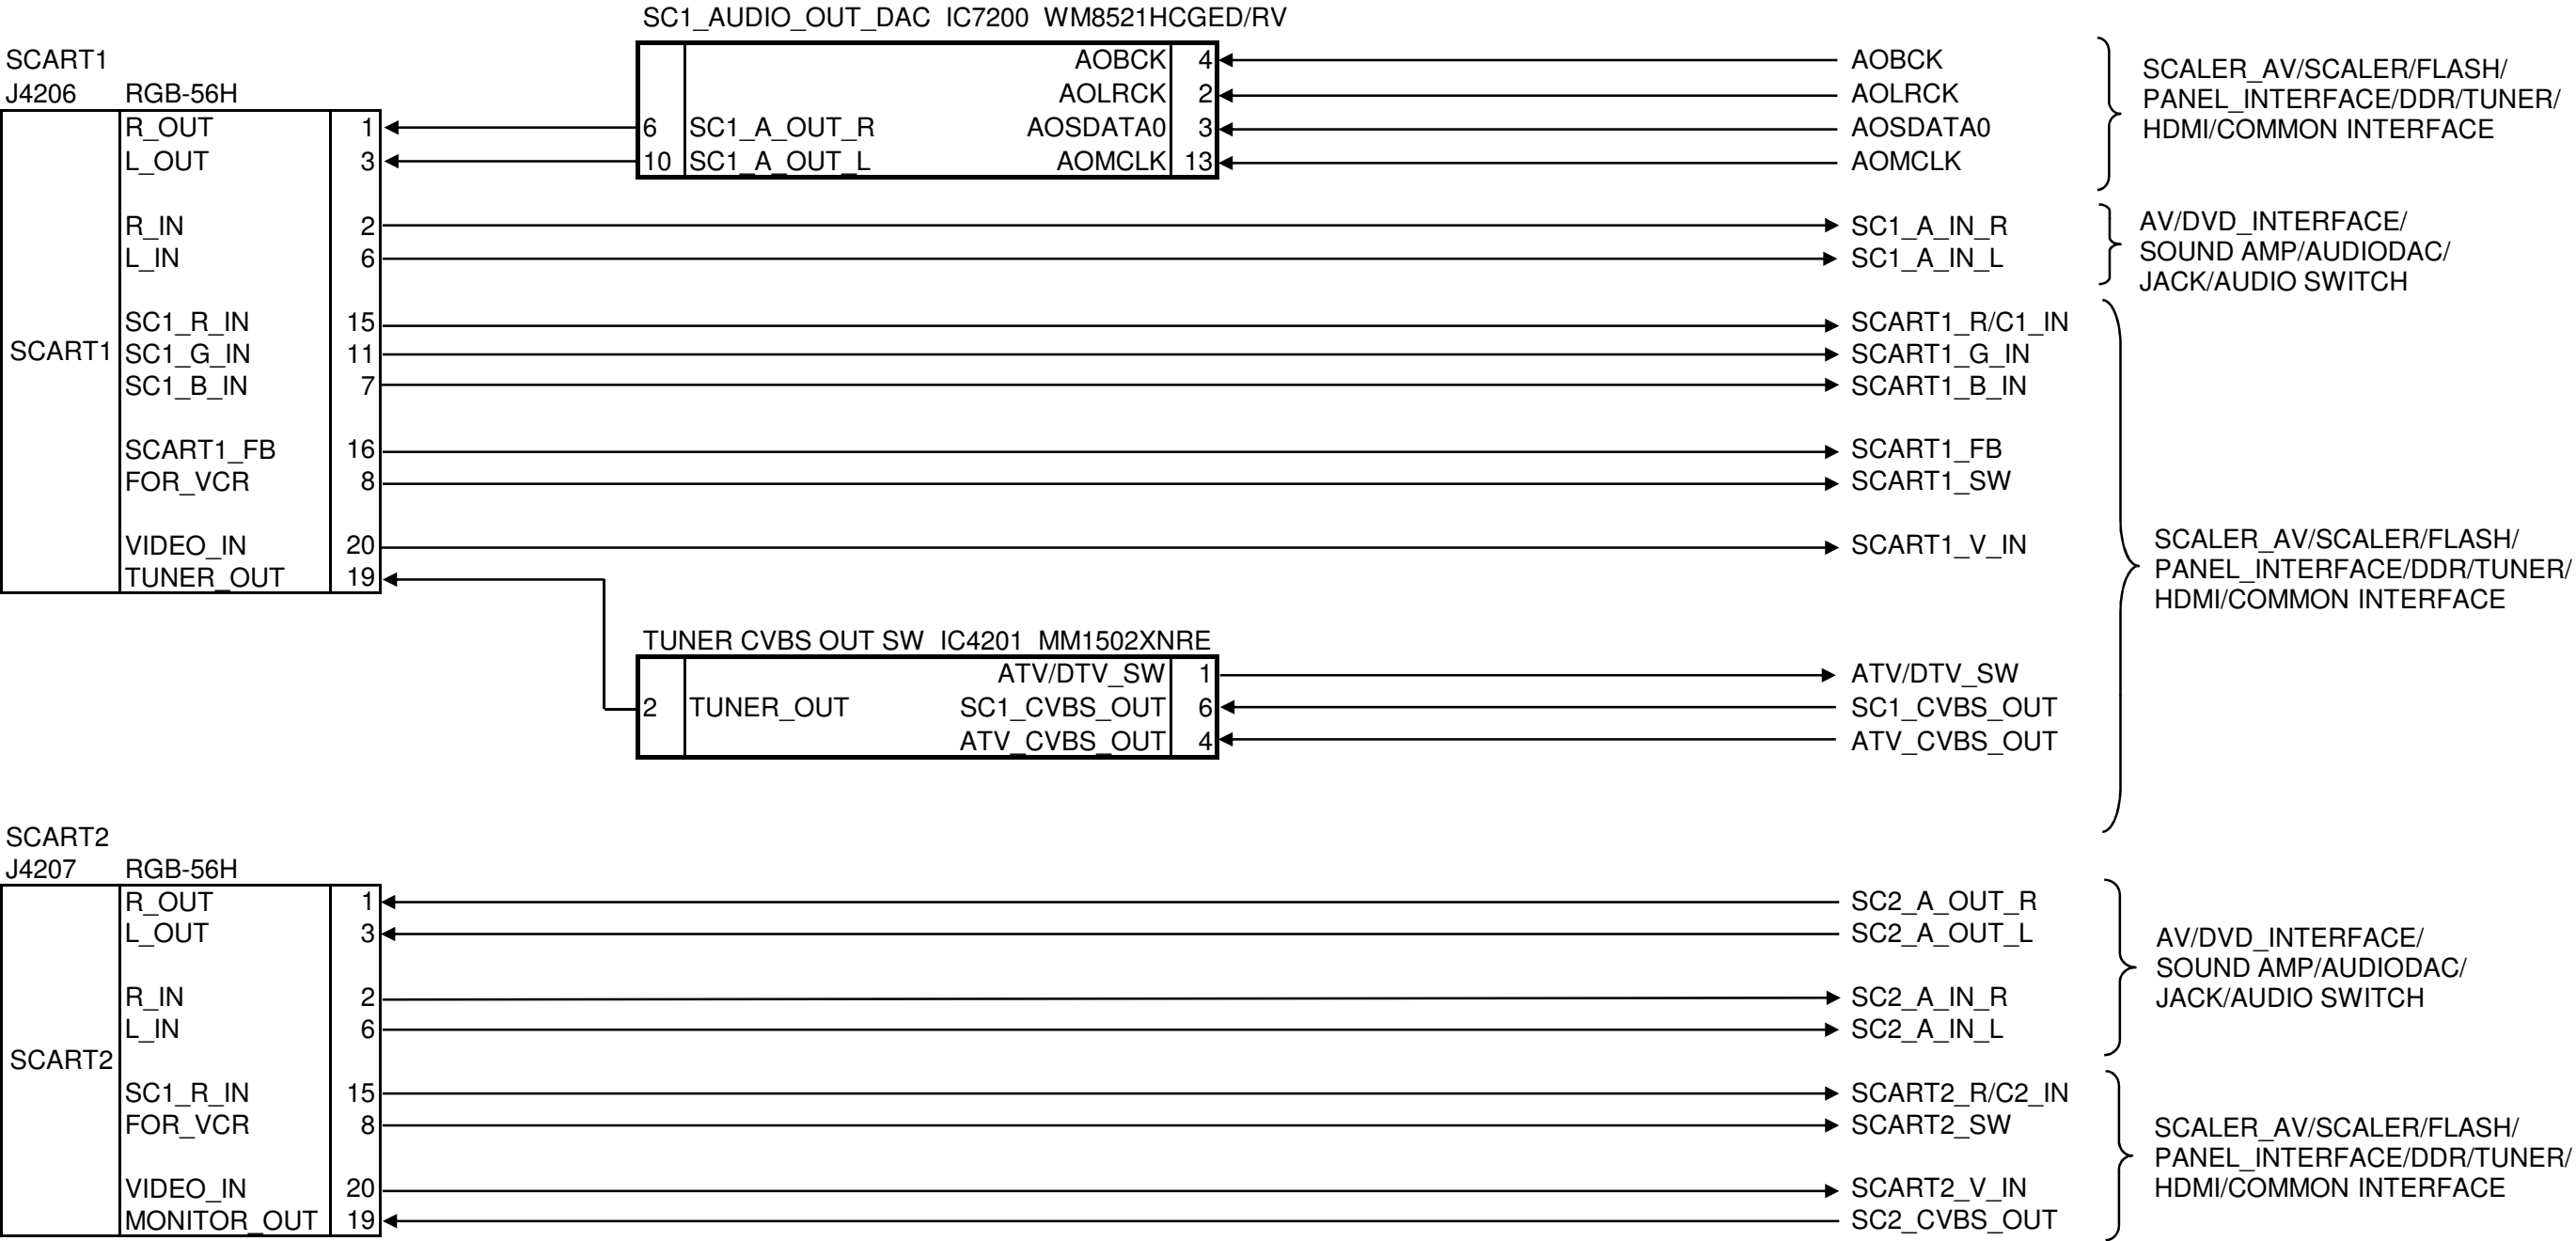 SC1_AUDIO_OUT_DAC IC7200 WM8521HCGED/RV
SCART1
J4206 RGB-56H
SCART1
R_OUT 1
L_OUT 3
R_IN 2
L_IN 6
SC1_R_IN 15
SC1_G_IN 11
SC1_B_IN 7
SCART1_FB 16
FOR_VCR 8
VIDEO_IN 20
TUNER_OUT 19
AOBCK 4
AOLRCK 2
6 SC1_A_OUT_R AOSDATA0 3
10 SC1_A_OUT_L AOMCLK 13
AOBCK
AOLRCK
AOSDATA0
AOMCLK
SCALER_AV/SCALER/FLASH/
PANEL_INTERFACE/DDR/TUNER/
HDMI/COMMON INTERFACE
SC1_A_IN_R
SC1_A_IN_L
AV/DVD_INTERFACE/
SOUND AMP/AUDIODAC/
JACK/AUDIO SWITCH
SCART1_R/C1_IN
SCART1_G_IN
SCART1_B_IN
SCART1_FB
SCART1_SW
SCART1_V_IN
SCALER_AV/SCALER/FLASH/
PANEL_INTERFACE/DDR/TUNER/
HDMI/COMMON INTERFACE
TUNER CVBS OUT SW IC4201 MM1502XNRE
ATV/DTV_SW 1
2 TUNER_OUT SC1_CVBS_OUT 6
ATV_CVBS_OUT 4
ATV/DTV_SW
SC1_CVBS_OUT
ATV_CVBS_OUT
SCART2
J4207 RGB-56H
SCART2
R_OUT 1
L_OUT 3
R_IN 2
L_IN 6
SC1_R_IN 15
FOR_VCR 8
VIDEO_IN 20
MONITOR_OUT 19
SC2_A_OUT_R
SC2_A_OUT_L
SC2_A_IN_R
SC2_A_IN_L
AV/DVD_INTERFACE/
SOUND AMP/AUDIODAC/
JACK/AUDIO SWITCH
SCART2_R/C2_IN
SCART2_SW
SCART2_V_IN
SC2_CVBS_OUT
SCALER_AV/SCALER/FLASH/
PANEL_INTERFACE/DDR/TUNER/
HDMI/COMMON INTERFACE